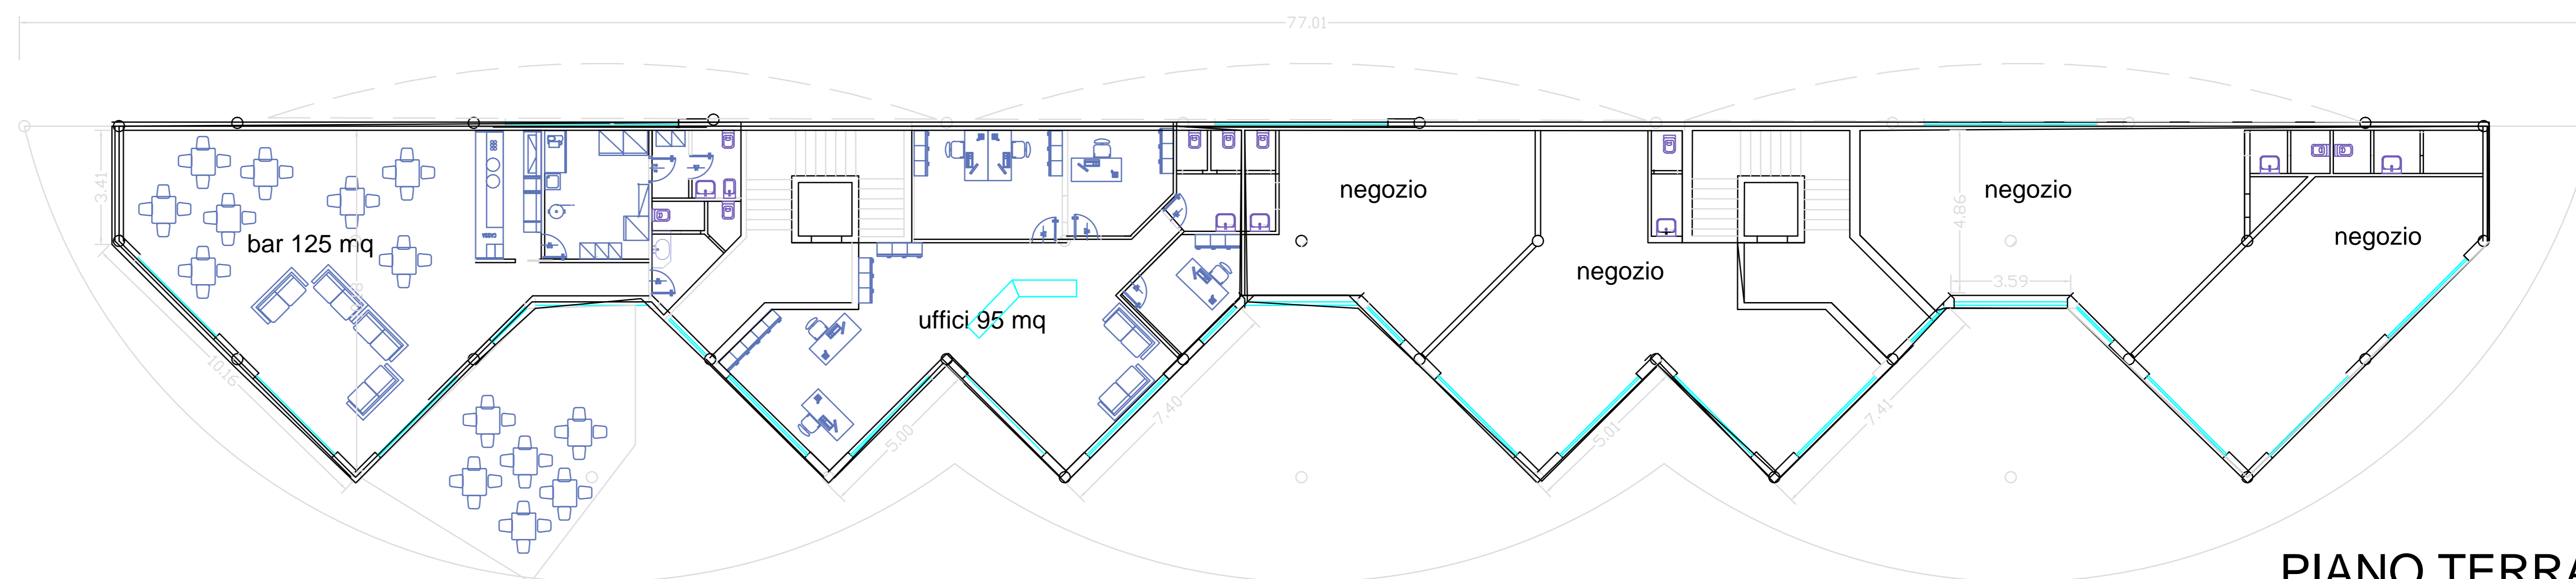 77.01
3.41
bar 125 mq
10.16
uffici 95 mq
5.00
7.40
negozio
negozio
5.01
7.41
4.86
negozio
3.59
negozio
PIANO TERRA